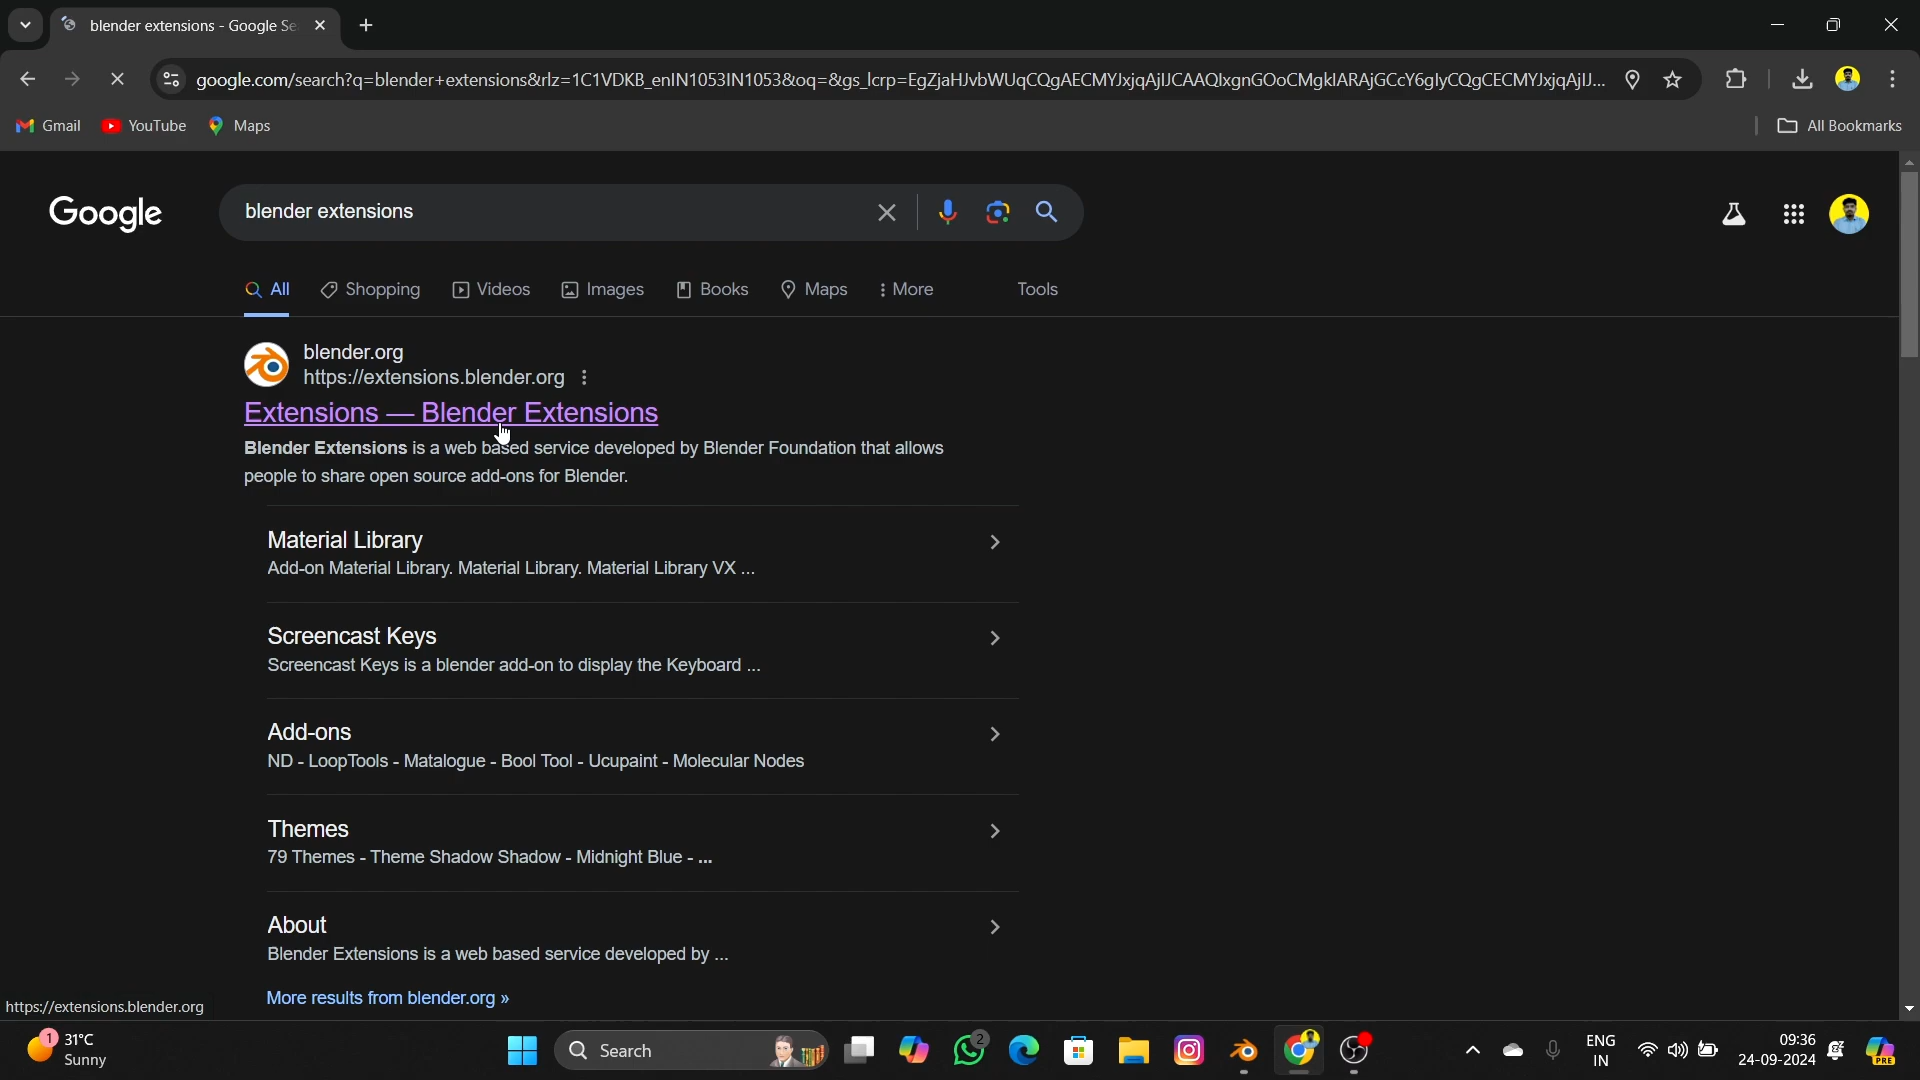 blender extensions - Google Se
google.com/search?q=blender+extensions&rlz=1C1VDKB_enIN1053IN1053&oq=&gs_lcrp=EgZjaHJvbWUqCQgAECMYJxjqAjIJCAAQIxgnGOoCMgkIARAjGCcY6gIyCQgCECMYJxjqAjIJ...
Gmail YouTube Maps All Bookmarks
Google blender extensions
All Shopping Videos Images Books Maps More Tools
blender.org
https://extensions.blender.org
Extensions — Blender Extensions
Blender Extensions is a web based service developed by Blender Foundation that allows
people to share open source add-ons for Blender.
Material Library
Add-on Material Library. Material Library. Material Library VX ...
Screencast Keys
Screencast Keys is a blender add-on to display the Keyboard ...
Add-ons
ND - LoopTools - Matalogue - Bool Tool - Ucupaint - Molecular Nodes
Themes
79 Themes - Theme Shadow Shadow - Midnight Blue - ...
About
Blender Extensions is a web based service developed by ...
More results from blender.org »
https://extensions.blender.org
1 31°C
Sunny
Search
2
ENG
IN
09:36
24-09-2024
PRE